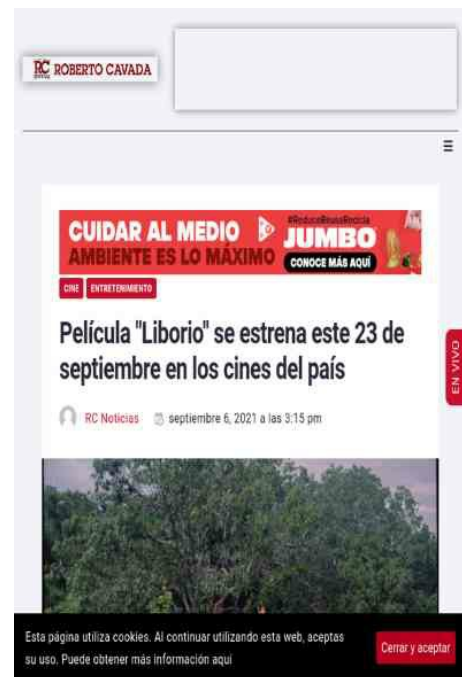 RC ROBERTO CAVADA
CUIDAR AL MEDIO
AMBIENTE ES LO MÁXIMO
#ReduceReusaRecicla
JUMBO
CONOCE MÁS AQUÍ
CINE ENTRETENIMIENTO
Película "Liborio" se estrena este 23 de
septiembre en los cines del país
RC Noticias septiembre 6, 2021 a las 3:15 pm
EN VIVO
Esta página utiliza cookies. Al continuar utilizando esta web, aceptas
su uso. Puede obtener más información aquí
Cerrar y aceptar